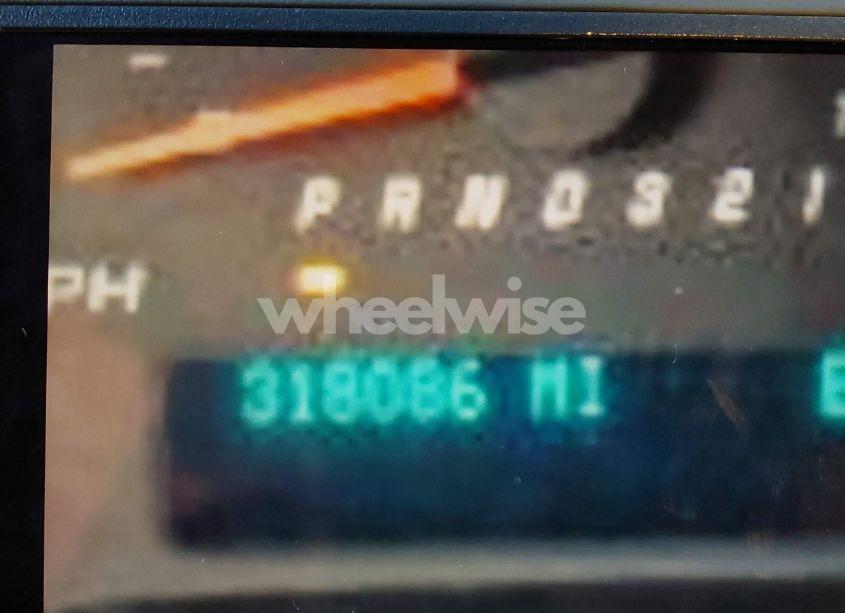 P R N D 3 2 1
PH
wheelwise
318086 MI